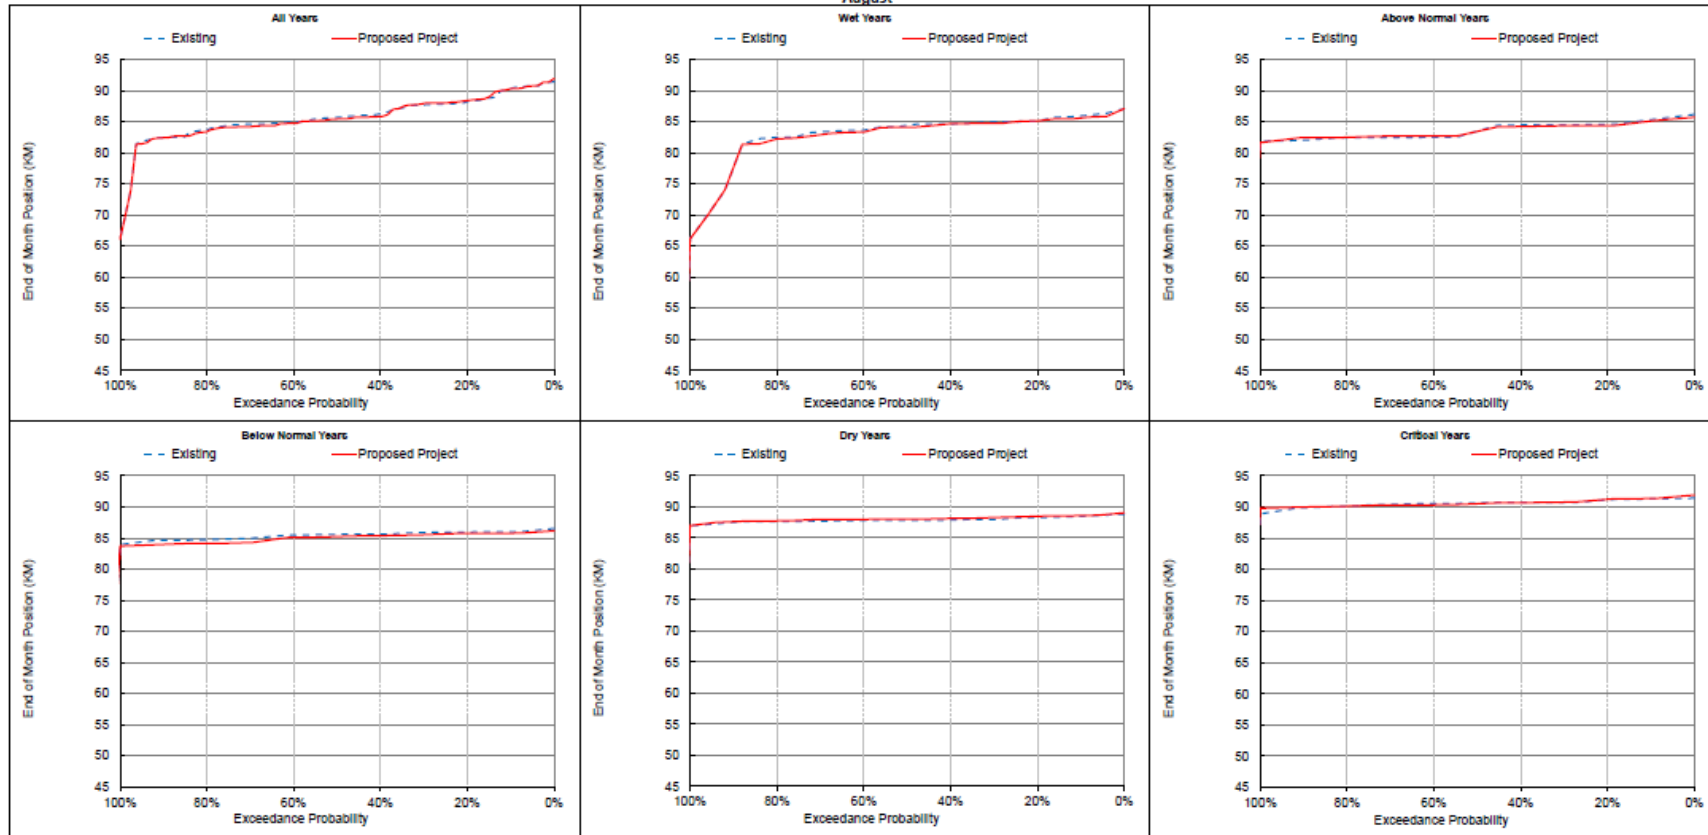 August
All Years
Existing Proposed Project
95
90
85
80
75
70
65
60
55
50
45
End of Month Position (KM)
100% 80% 60% 40% 20% 0%
Exceedance Probability
Wet Years
Existing Proposed Project
95
90
85
80
75
70
65
60
55
50
45
End of Month Position (KM)
100% 80% 60% 40% 20% 0%
Exceedance Probability
Above Normal Years
Existing Proposed Project
95
90
85
80
75
70
65
60
55
50
45
End of Month Position (KM)
100% 80% 60% 40% 20% 0%
Exceedance Probability
Below Normal Years
Existing Proposed Project
95
90
85
80
75
70
65
60
55
50
45
End of Month Position (KM)
100% 80% 60% 40% 20% 0%
Exceedance Probability
Dry Years
Existing Proposed Project
95
90
85
80
75
70
65
60
55
50
45
End of Month Position (KM)
100% 80% 60% 40% 20% 0%
Exceedance Probability
Critical Years
Existing Proposed Project
95
90
85
80
75
70
65
60
55
50
45
End of Month Position (KM)
100% 80% 60% 40% 20% 0%
Exceedance Probability